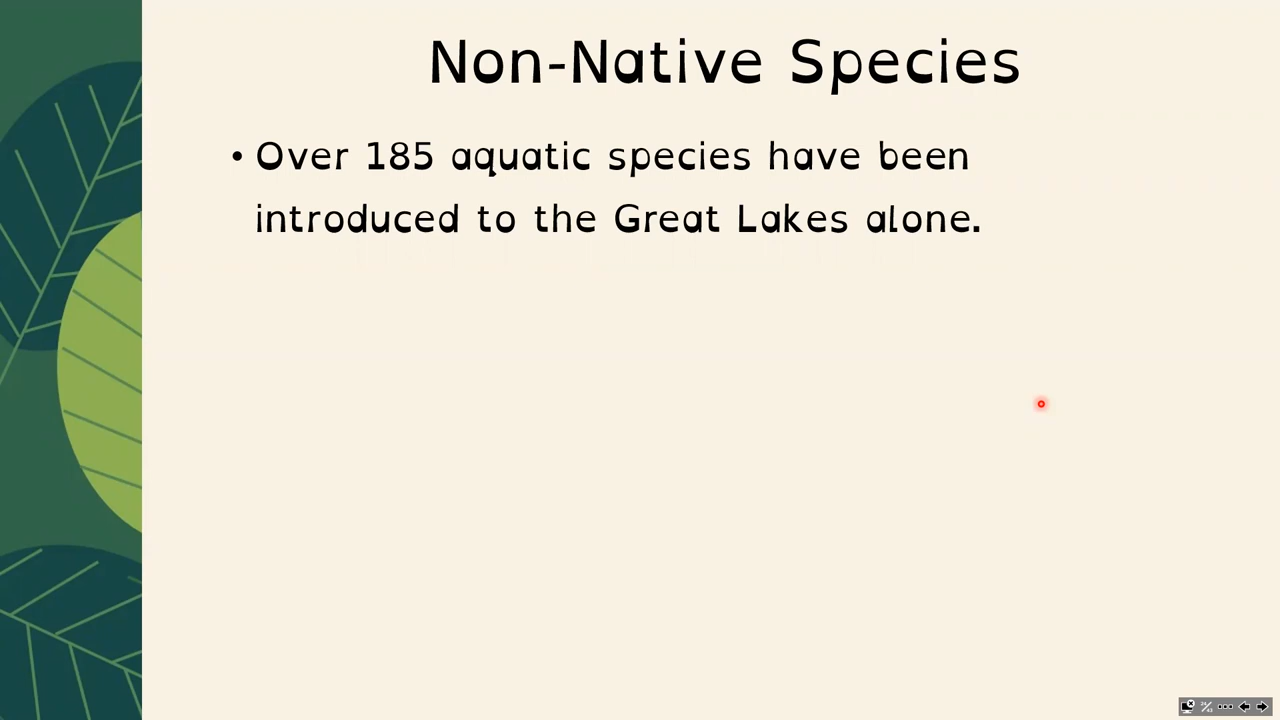 Non-Native Species
• Over 185 aquatic species have been
introduced to the Great Lakes alone.